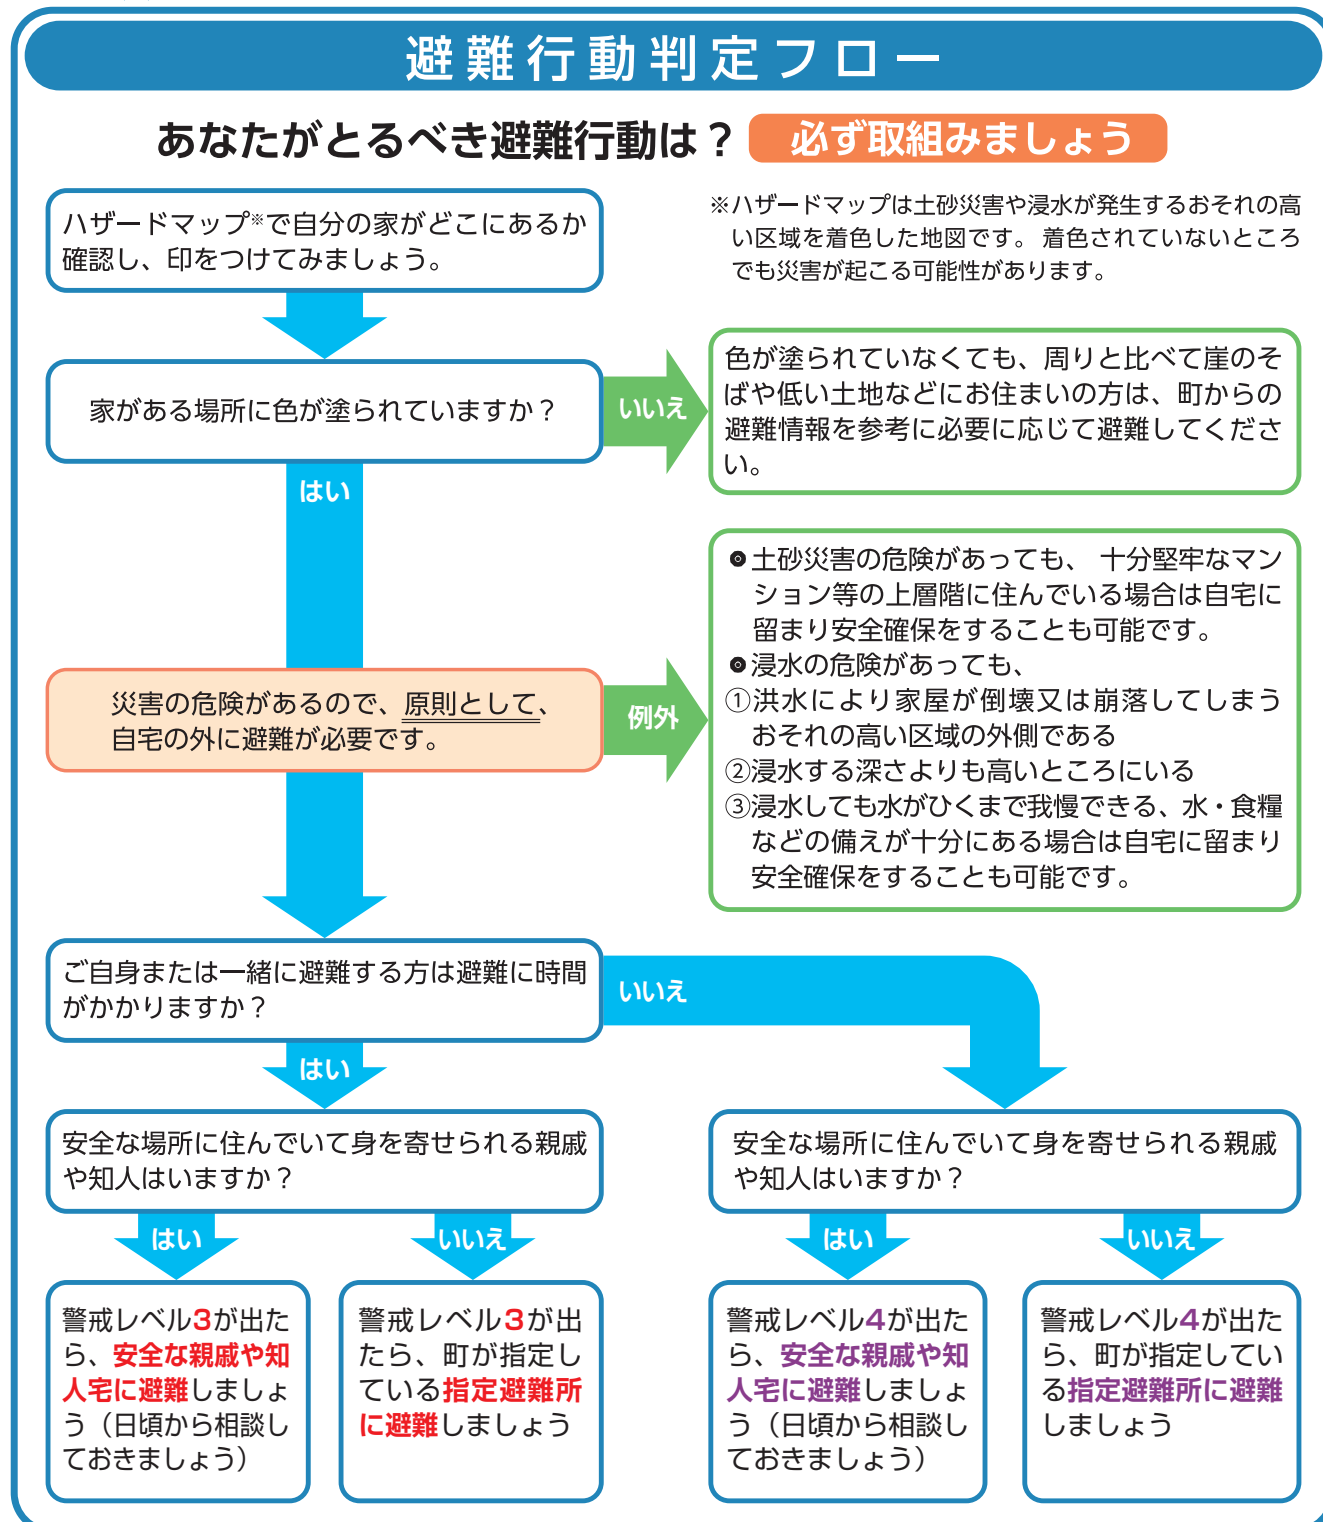 避難行動判定フロー
あなたがとるべき避難行動は？ 必ず取組みましょう
ハザードマップ※で自分の家がどこにあるか
確認し、印をつけてみましょう。
※ハザードマップは土砂災害や浸水が発生するおそれの高
い区域を着色した地図です。 着色されていないところ
でも災害が起こる可能性があります。
家がある場所に色が塗られていますか？
いいえ
色が塗られていなくても、周りと比べて崖のそ
ばや低い土地などにお住まいの方は、町からの
避難情報を参考に必要に応じて避難してくださ
い。
はい
災害の危険があるので、原則として、
自宅の外に避難が必要です。
例外
◉土砂災害の危険があっても、 十分堅牢なマン
ション等の上層階に住んでいる場合は自宅に
留まり安全確保をすることも可能です。
◉浸水の危険があっても、
①洪水により家屋が倒壊又は崩落してしまう
おそれの高い区域の外側である
②浸水する深さよりも高いところにいる
③浸水しても水がひくまで我慢できる、水・食糧
などの備えが十分にある場合は自宅に留まり
安全確保をすることも可能です。
ご自身または一緒に避難する方は避難に時間
がかかりますか？
いいえ
はい
安全な場所に住んでいて身を寄せられる親戚
や知人はいますか？
はい
いいえ
警戒レベル3が出た
ら、安全な親戚や知
人宅に避難しましょ
う（日頃から相談し
ておきましょう）
警戒レベル3が出
たら、町が指定し
ている指定避難所
に避難しましょう
安全な場所に住んでいて身を寄せられる親戚
や知人はいますか？
はい
いいえ
警戒レベル4が出た
ら、安全な親戚や知
人宅に避難しましょ
う（日頃から相談し
ておきましょう）
警戒レベル4が出た
ら、町が指定してい
る指定避難所に避難
しましょう